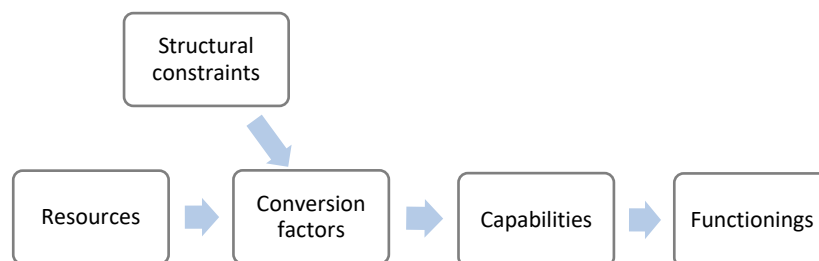 Structural
constraints
Resources
Conversion
factors
Capabilities
Functionings